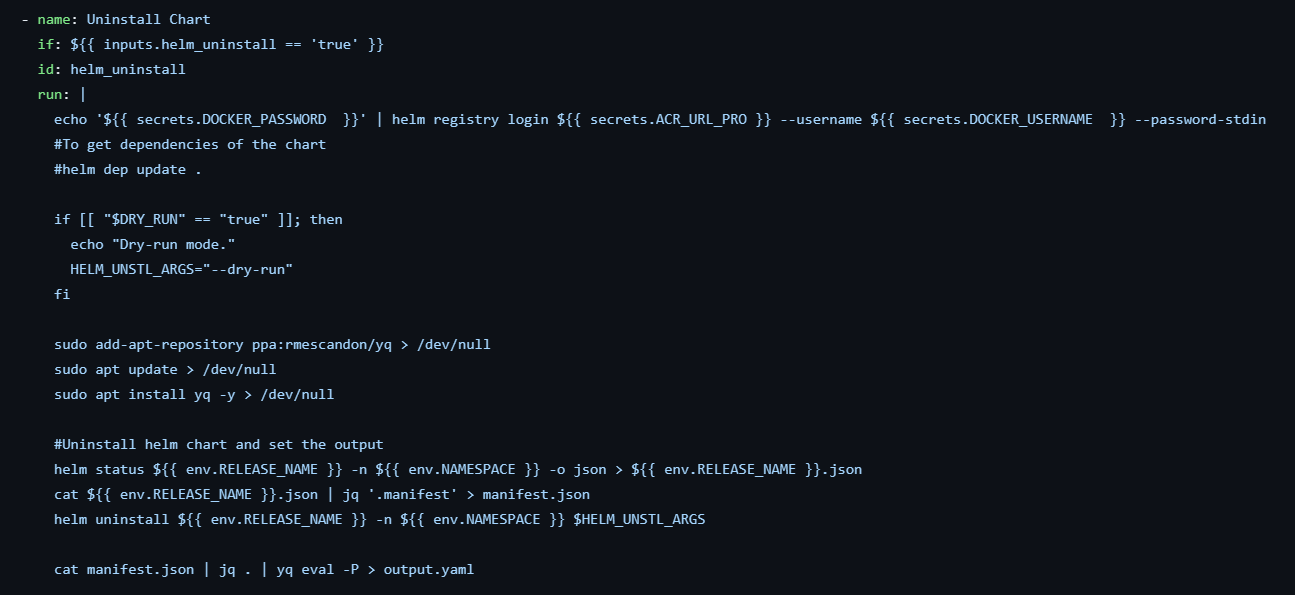 - name: Uninstall Chart
  if: ${{ inputs.helm_uninstall == 'true' }}
  id: helm_uninstall
  run: |
    echo '${{ secrets.DOCKER_PASSWORD  }}' | helm registry login ${{ secrets.ACR_URL_PRO }} --username ${{ secrets.DOCKER_USERNAME  }} --password-stdin
    #To get dependencies of the chart
    #helm dep update .

    if [[ "$DRY_RUN" == "true" ]]; then
      echo "Dry-run mode."
      HELM_UNSTL_ARGS="--dry-run"
    fi

    sudo add-apt-repository ppa:rmescandon/yq > /dev/null
    sudo apt update > /dev/null
    sudo apt install yq -y > /dev/null

    #Uninstall helm chart and set the output
    helm status ${{ env.RELEASE_NAME }} -n ${{ env.NAMESPACE }} -o json > ${{ env.RELEASE_NAME }}.json
    cat ${{ env.RELEASE_NAME }}.json | jq '.manifest' > manifest.json
    helm uninstall ${{ env.RELEASE_NAME }} -n ${{ env.NAMESPACE }} $HELM_UNSTL_ARGS

    cat manifest.json | jq . | yq eval -P > output.yaml